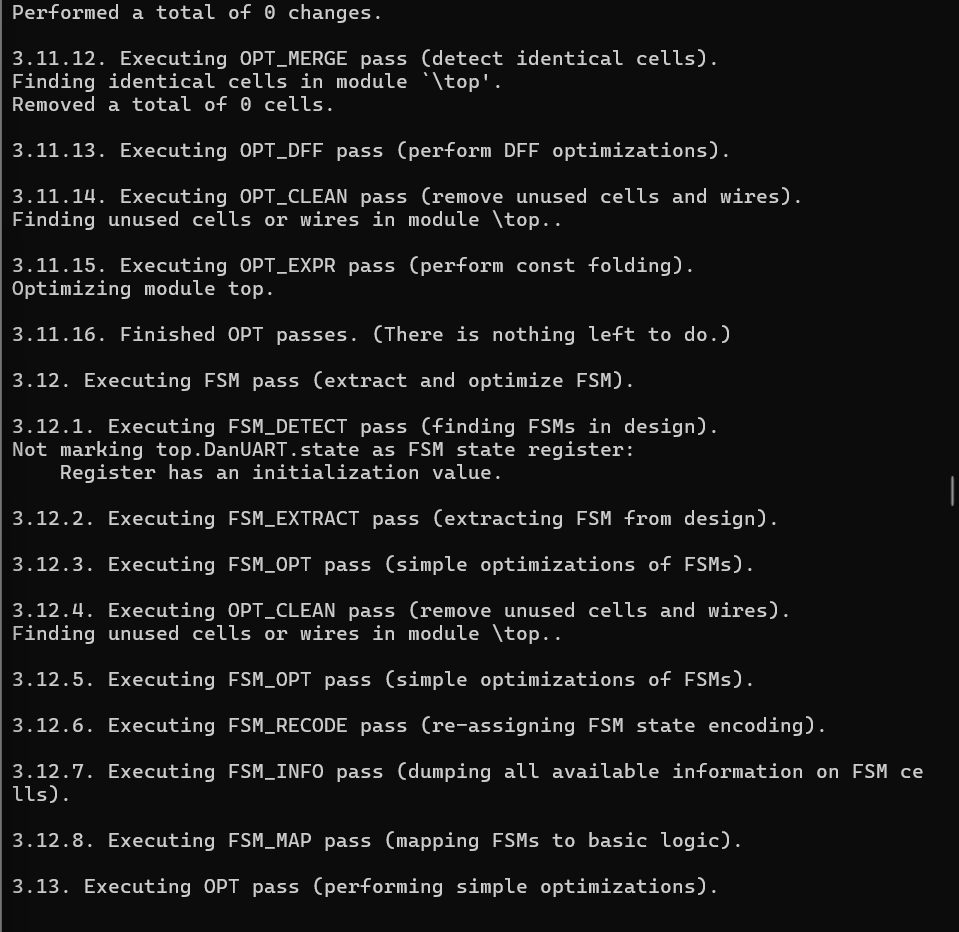 Performed a total of 0 changes.
3.11.12. Executing OPT_MERGE pass (detect identical cells).
Finding identical cells in module `\top'.
Removed a total of 0 cells.
3.11.13. Executing OPT_DFF pass (perform DFF optimizations).
3.11.14. Executing OPT_CLEAN pass (remove unused cells and wires).
Finding unused cells or wires in module \top..
3.11.15. Executing OPT_EXPR pass (perform const folding).
Optimizing module top.
3.11.16. Finished OPT passes. (There is nothing left to do.)
3.12. Executing FSM pass (extract and optimize FSM).
3.12.1. Executing FSM_DETECT pass (finding FSMs in design).
Not marking top.DanUART.state as FSM state register:
    Register has an initialization value.
3.12.2. Executing FSM_EXTRACT pass (extracting FSM from design).
3.12.3. Executing FSM_OPT pass (simple optimizations of FSMs).
3.12.4. Executing OPT_CLEAN pass (remove unused cells and wires).
Finding unused cells or wires in module \top..
3.12.5. Executing FSM_OPT pass (simple optimizations of FSMs).
3.12.6. Executing FSM_RECODE pass (re-assigning FSM state encoding).
3.12.7. Executing FSM_INFO pass (dumping all available information on FSM ce
lls).
3.12.8. Executing FSM_MAP pass (mapping FSMs to basic logic).
3.13. Executing OPT pass (performing simple optimizations).